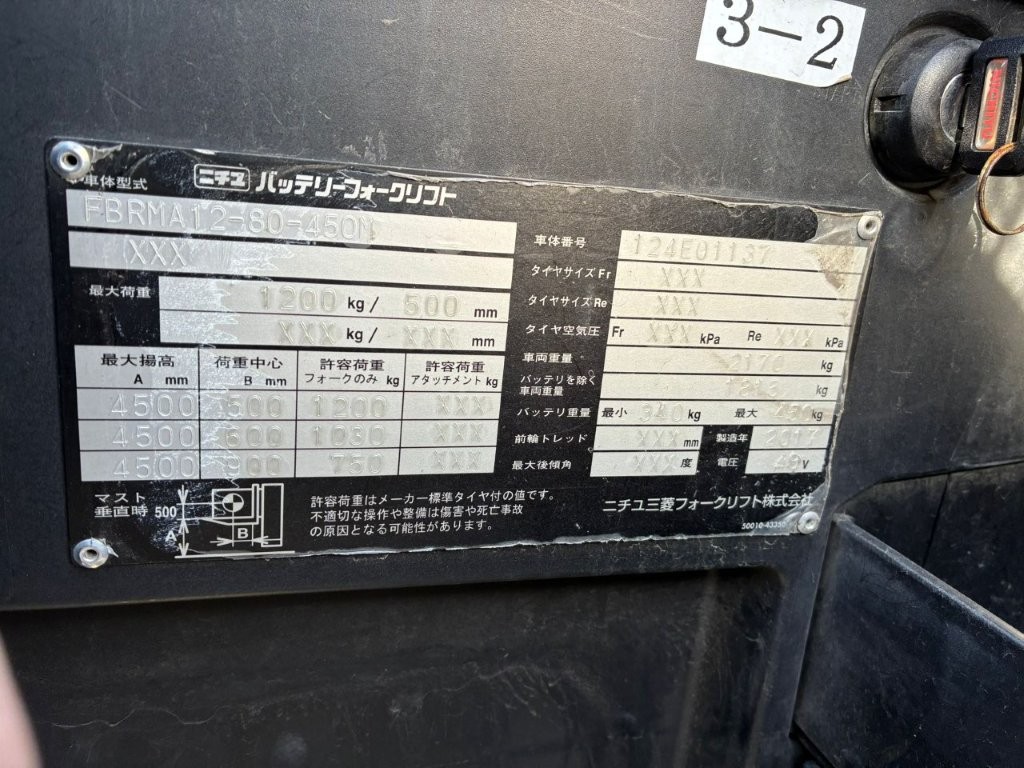 3-2
車体型式
ニチユ バッテリーフォークリフト
FBRMA12-80-450N
XXX
最大荷重 1200 kg/ 500 mm
XXX kg/ XXX mm
最大揚高 A mm 荷重中心 B mm 許容荷重 フォークのみ kg 許容荷重 アタッチメント kg
4500 500 1200 XXX
4500 600 1030 XXX
4500 900 750 XXX
マスト
垂直時 500
A
B
許容荷重はメーカー標準タイヤ付の値です。
不適切な操作や整備は傷害や死亡事故
の原因となる可能性があります。
車体番号 124E01137
タイヤサイズ Fr XXX
タイヤサイズ Re XXX
タイヤ空気圧 Fr XXX kPa Re XXX kPa
車両重量 kg
バッテリを除く
車両重量 kg
バッテリ重量 最小 340 kg 最大 kg
前輪トレッド XXX mm 製造年 2017
最大後傾角 XXX 度 電圧 48 V
ニチユ三菱フォークリフト株式会社